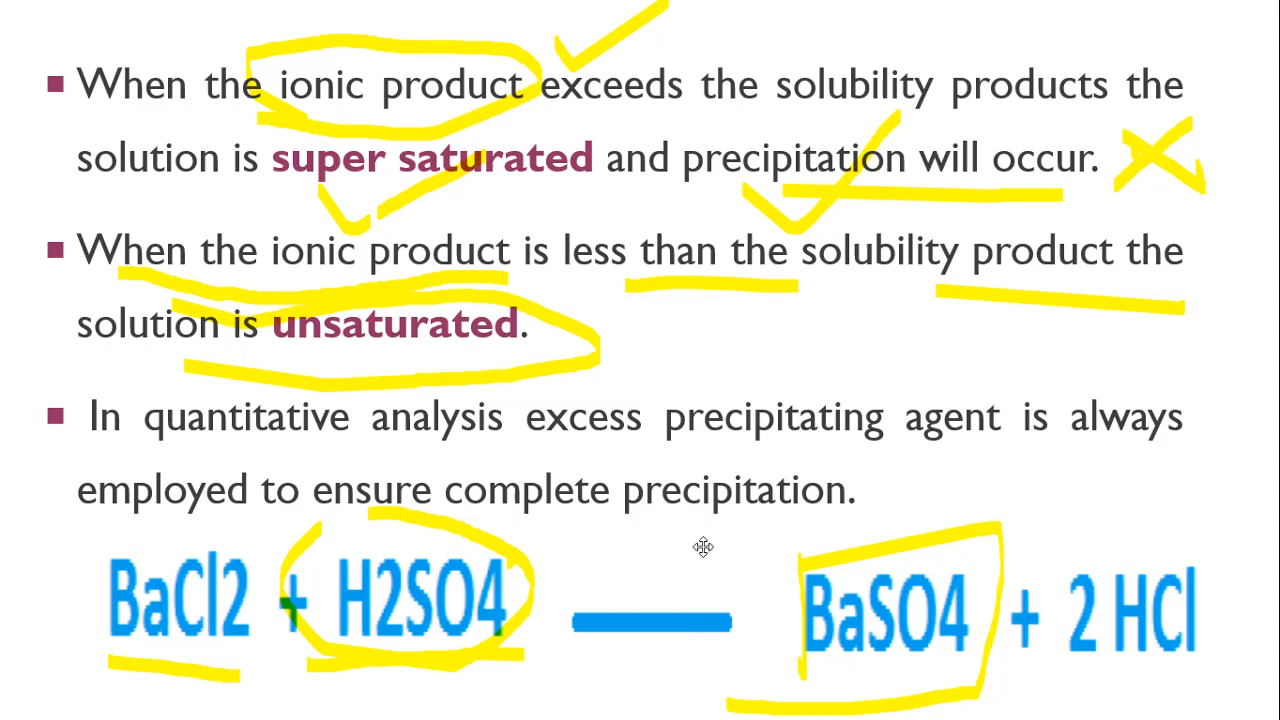 When the ionic product exceeds the solubility products the
solution is super saturated and precipitation will occur.
When the ionic product is less than the solubility product the
solution is unsaturated.
In quantitative analysis excess precipitating agent is always
employed to ensure complete precipitation.
BaCl2 + H2SO4 — BaSO4 + 2 HCl